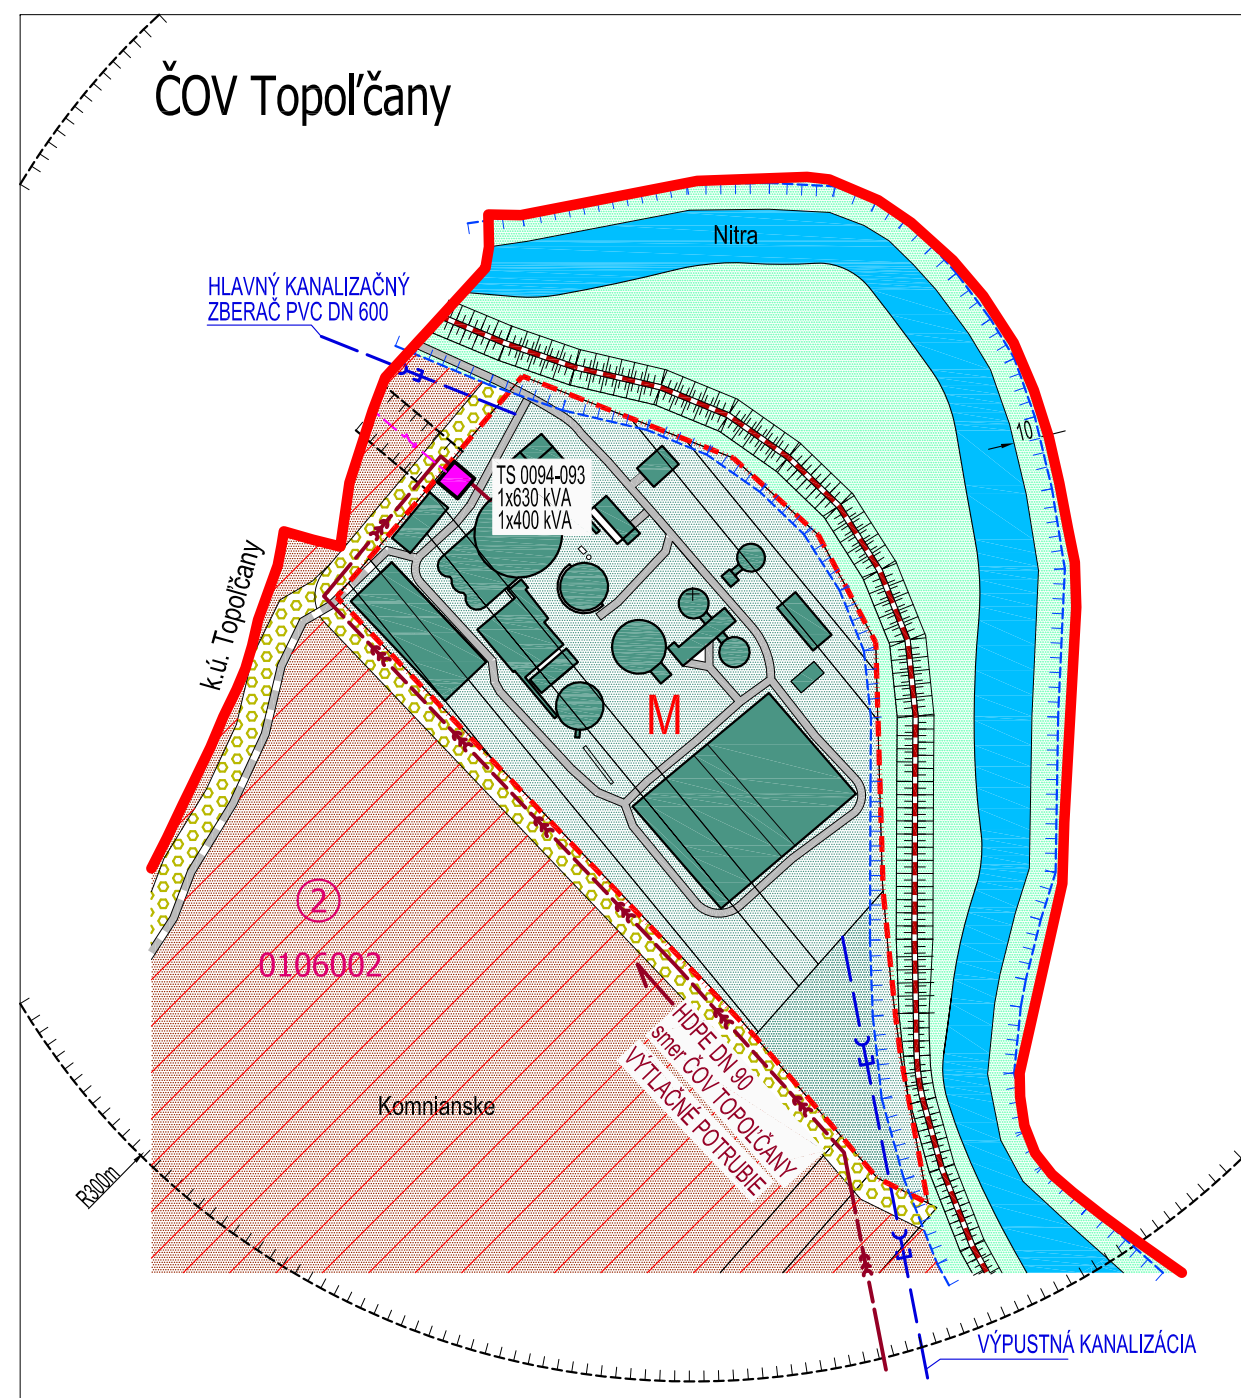 ČOV Topoľčany
Nitra
HLAVNÝ KANALIZAČNÝ
ZBERAČ PVC DN 600
10
TS 0094-093
1x630 kVA
1x400 kVA
k.ú. Topoľčany
M
2
0106002
HDPE DN 90
smer ČOV TOPOĽČANY
VÝTLAČNÉ POTRUBIE
Komnianske
R300m
VÝPUSTNÁ KANALIZÁCIA